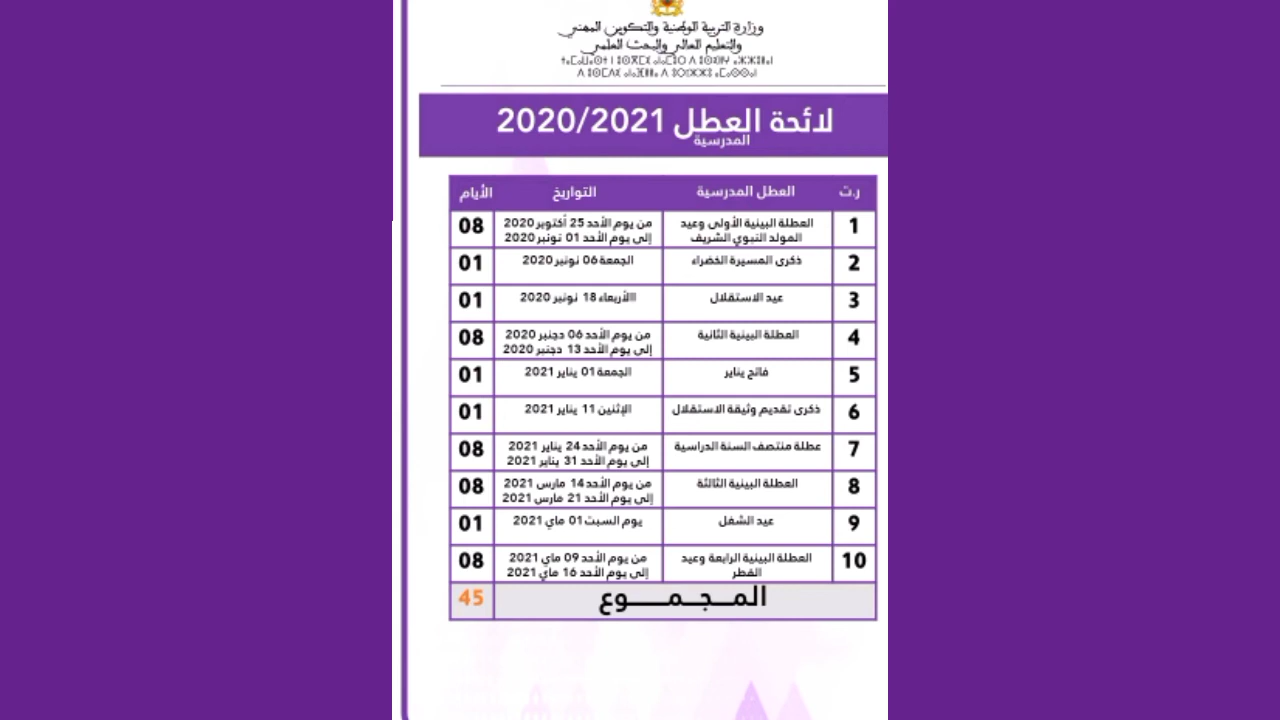 وزارة التربية الوطنية والتكوين المهني
والتعليم العالي والبحث العلمي
لائحة العطل 2020/2021
المدرسية
ر.ت العطل المدرسية التواريخ الأيام
1 العطلة البينية الأولى وعيد المولد النبوي الشريف من يوم الأحد 25 أكتوبر 2020 إلى يوم الأحد 01 نونبر 2020 08
2 ذكرى المسيرة الخضراء الجمعة 06 نونبر 2020 01
3 عيد الاستقلال الأربعاء 18 نونبر 2020 01
4 العطلة البينية الثانية من يوم الأحد 06 دجنبر 2020 إلى يوم الأحد 13 دجنبر 2020 08
5 فاتح يناير الجمعة 01 يناير 2021 01
6 ذكرى تقديم وثيقة الاستقلال الإثنين 11 يناير 2021 01
7 عطلة منتصف السنة الدراسية من يوم الأحد 24 يناير 2021 إلى يوم الأحد 31 يناير 2021 08
8 العطلة البينية الثالثة من يوم الأحد 14 مارس 2021 إلى يوم الأحد 21 مارس 2021 08
9 عيد الشغل يوم السبت 01 ماي 2021 01
10 العطلة البينية الرابعة وعيد الفطر من يوم الأحد 09 ماي 2021 إلى يوم الأحد 16 ماي 2021 08
المـــجـــمـــــوع 45